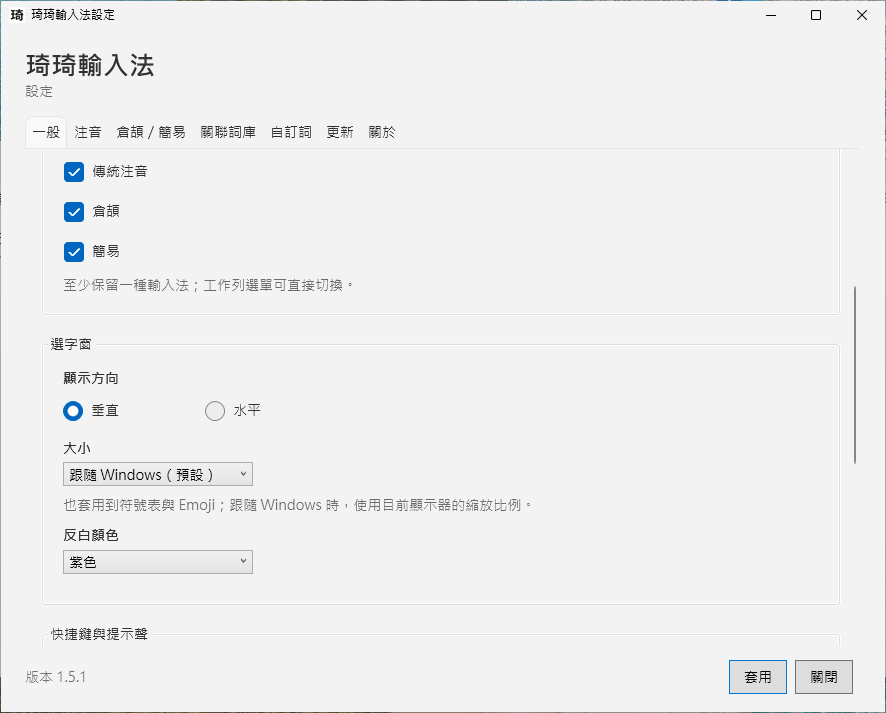 琦 琦琦輸入法設定
琦琦輸入法
設定
一般 注音 倉頡 / 簡易 關聯詞庫 自訂詞 更新 關於
傳統注音
倉頡
簡易
至少保留一種輸入法；工作列選單可直接切換。
選字窗
顯示方向
垂直 水平
大小
跟隨 Windows（預設）
也套用到符號表與 Emoji；跟隨 Windows 時，使用目前顯示器的縮放比例。
反白顏色
紫色
快捷鍵與提示聲
版本 1.5.1
套用 關閉